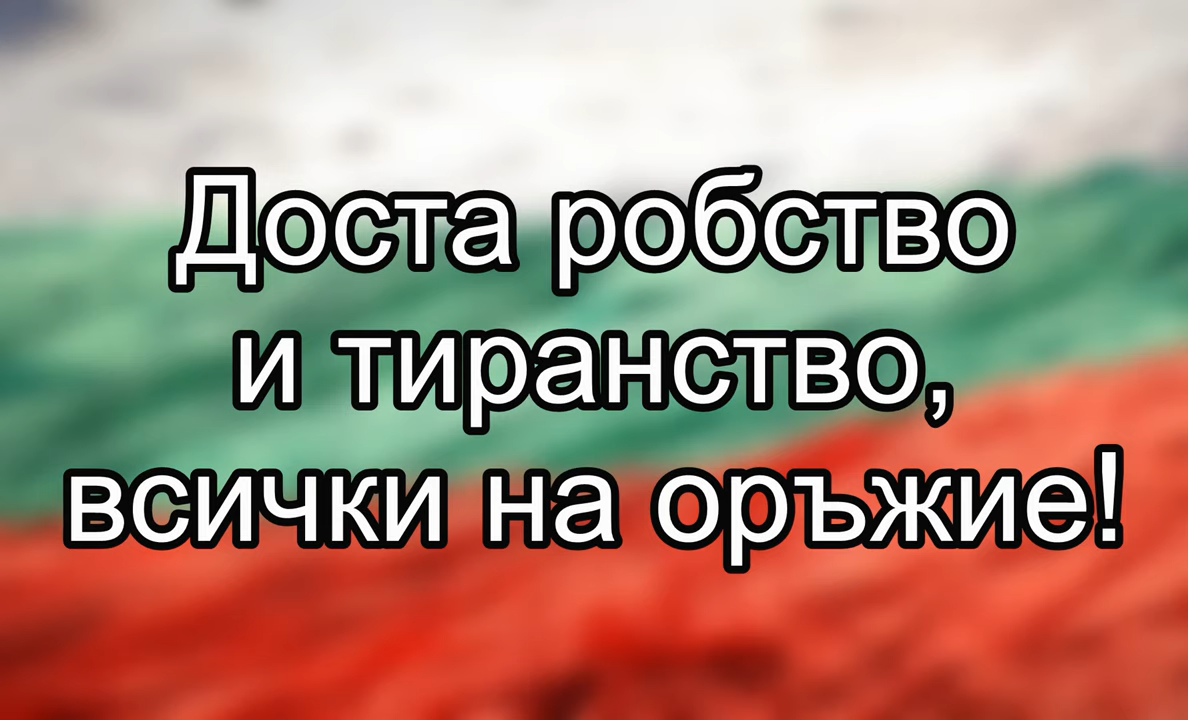 Доста робство
и тиранство,
всички на оръжие!